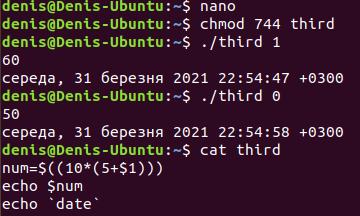 denis@Denis-Ubuntu:~$ nano
denis@Denis-Ubuntu:~$ chmod 744 third
denis@Denis-Ubuntu:~$ ./third 1
60
середа, 31 березня 2021 22:54:47 +0300
denis@Denis-Ubuntu:~$ ./third 0
50
середа, 31 березня 2021 22:54:58 +0300
denis@Denis-Ubuntu:~$ cat third
num=$((10*(5+$1)))
echo $num
echo `date`